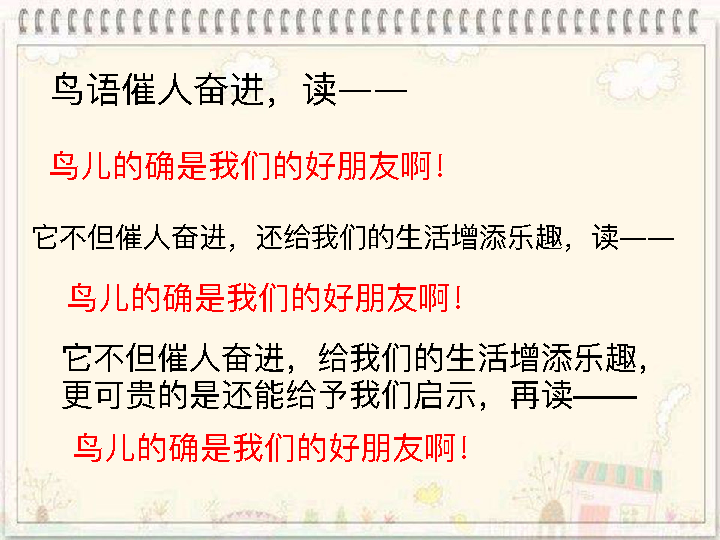 鸟语催人奋进，读——
鸟儿的确是我们的好朋友啊！
它不但催人奋进，还给我们的生活增添乐趣，读——
鸟儿的确是我们的好朋友啊！
它不但催人奋进，给我们的生活增添乐趣，
更可贵的是还能给予我们启示，再读——
鸟儿的确是我们的好朋友啊！